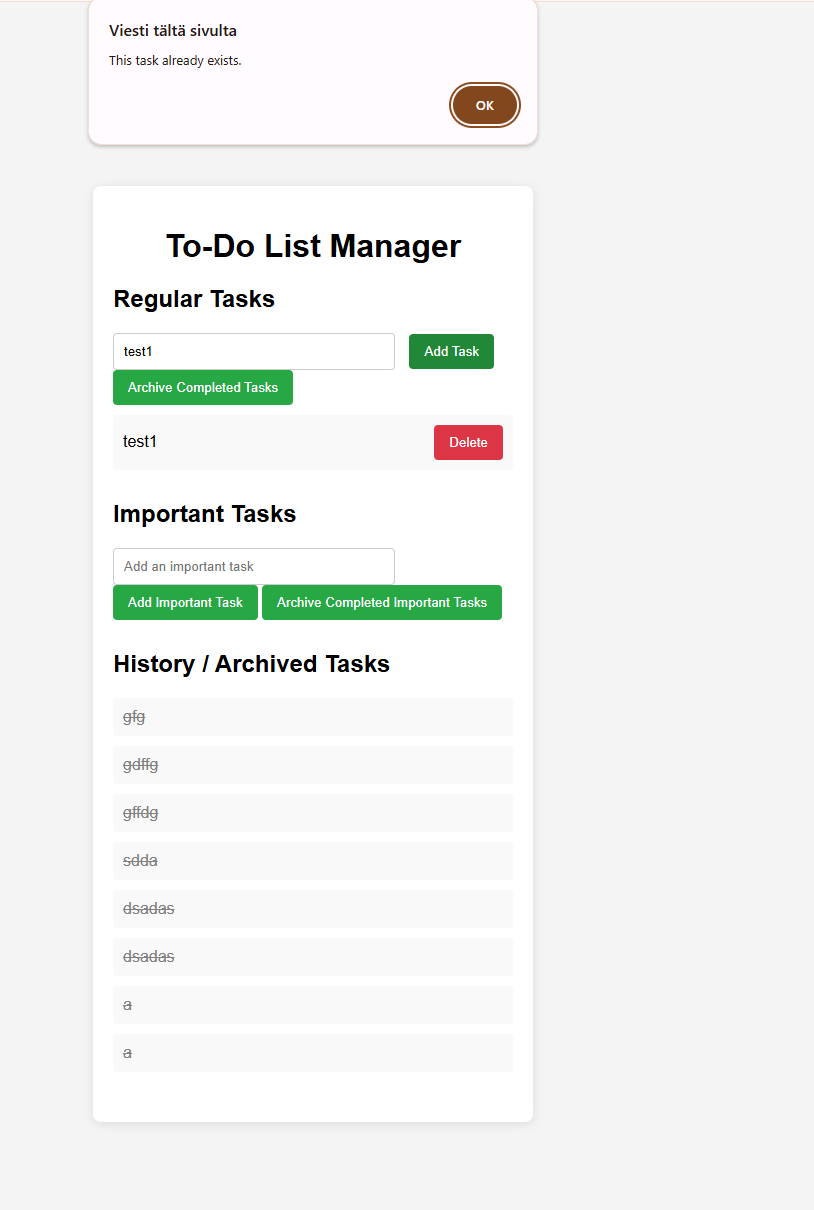 Viesti tältä sivulta
This task already exists.
OK
To-Do List Manager
Regular Tasks
test1
Add Task
Archive Completed Tasks
test1
Delete
Important Tasks
Add an important task
Add Important Task
Archive Completed Important Tasks
History / Archived Tasks
gfg
gdffg
gffdg
sdda
dsadas
dsadas
a
a